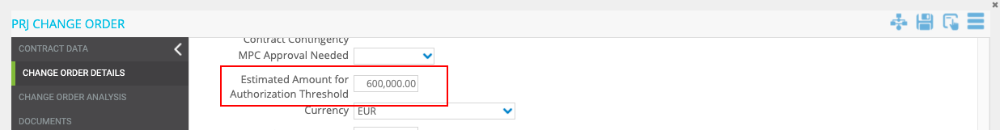 PRJ CHANGE ORDER
CONTRACT DATA
CHANGE ORDER DETAILS
CHANGE ORDER ANALYSIS
DOCUMENTS
Contract Contingency
MPC Approval Needed
Estimated Amount for
Authorization Threshold
600,000.00
Currency
EUR